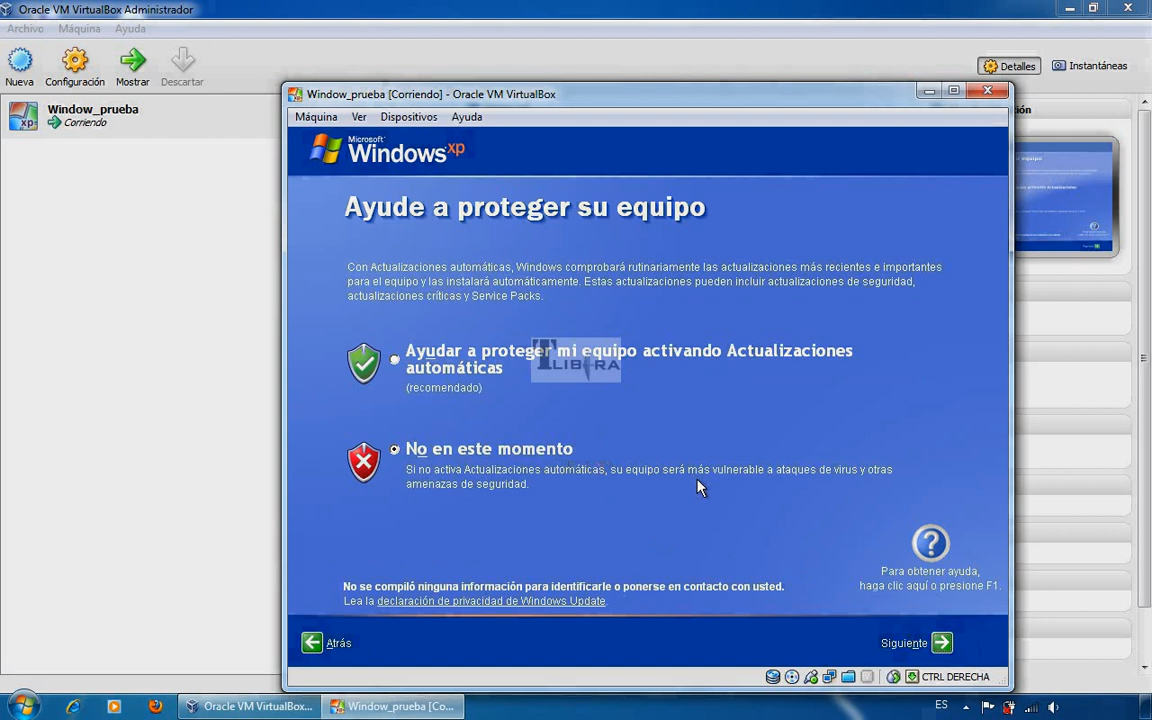 Oracle VM VirtualBox Administrador
Archivo Máquina Ayuda
Nueva Configuración Mostrar Descartar
Detalles Instantáneas
Window_prueba
Corriendo
xp
ión
Window_prueba [Corriendo] - Oracle VM VirtualBox
Máquina Ver Dispositivos Ayuda
Microsoft
Windows xp
Ayude a proteger su equipo
Con Actualizaciones automáticas, Windows comprobará rutinariamente las actualizaciones más recientes e importantes
para el equipo y las instalará automáticamente. Estas actualizaciones pueden incluir actualizaciones de seguridad,
actualizaciones críticas y Service Packs.
Ayudar a proteger mi equipo activando Actualizaciones
automáticas
(recomendado)
TLIBERA
No en este momento
Si no activa Actualizaciones automáticas, su equipo será más vulnerable a ataques de virus y otras
amenazas de seguridad.
Para obtener ayuda,
haga clic aquí o presione F1.
No se compiló ninguna información para identificarle o ponerse en contacto con usted.
Lea la declaración de privacidad de Windows Update.
Atrás
Siguiente
CTRL DERECHA
Oracle VM VirtualBox... Window_prueba [Co... ES